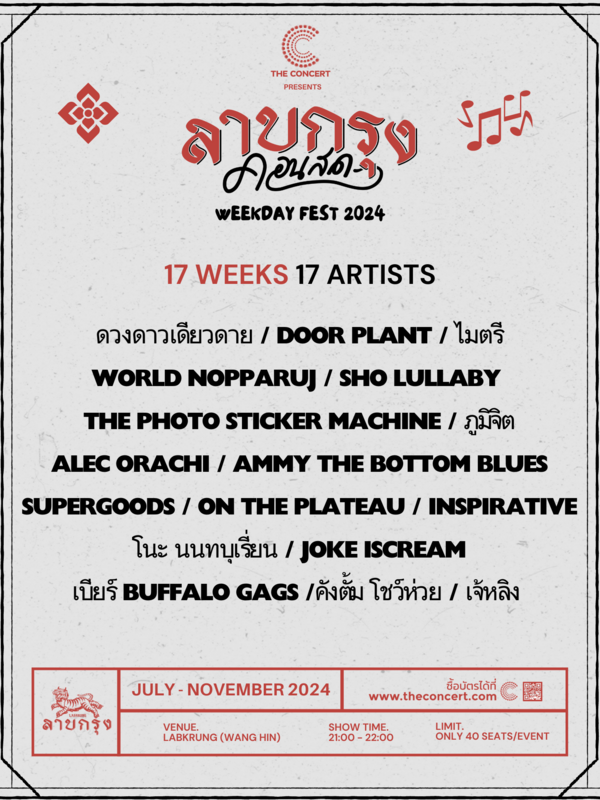 THE CONCERT
PRESENTS
ลาบกรุง
คอนสด
WEEKDAY FEST 2024
17 WEEKS 17 ARTISTS
ดวงดาวเดียวดาย / DOOR PLANT / ไมตรี
WORLD NOPPARUJ / SHO LULLABY
THE PHOTO STICKER MACHINE / ภูมิจิต
ALEC ORACHI / AMMY THE BOTTOM BLUES
SUPERGOODS / ON THE PLATEAU / INSPIRATIVE
โนะ นนทบุเรี่ยน / JOKE ISCREAM
เบียร์ BUFFALO GAGS /คังตั้ม โชว์ห่วย / เจ้หลิง
ลาบกรุง
JULY - NOVEMBER 2024
ซื้อบัตรได้ที่
www.theconcert.com
VENUE.
LABKRUNG (WANG HIN)
SHOW TIME.
21:00 - 22:00
LIMIT.
ONLY 40 SEATS/EVENT